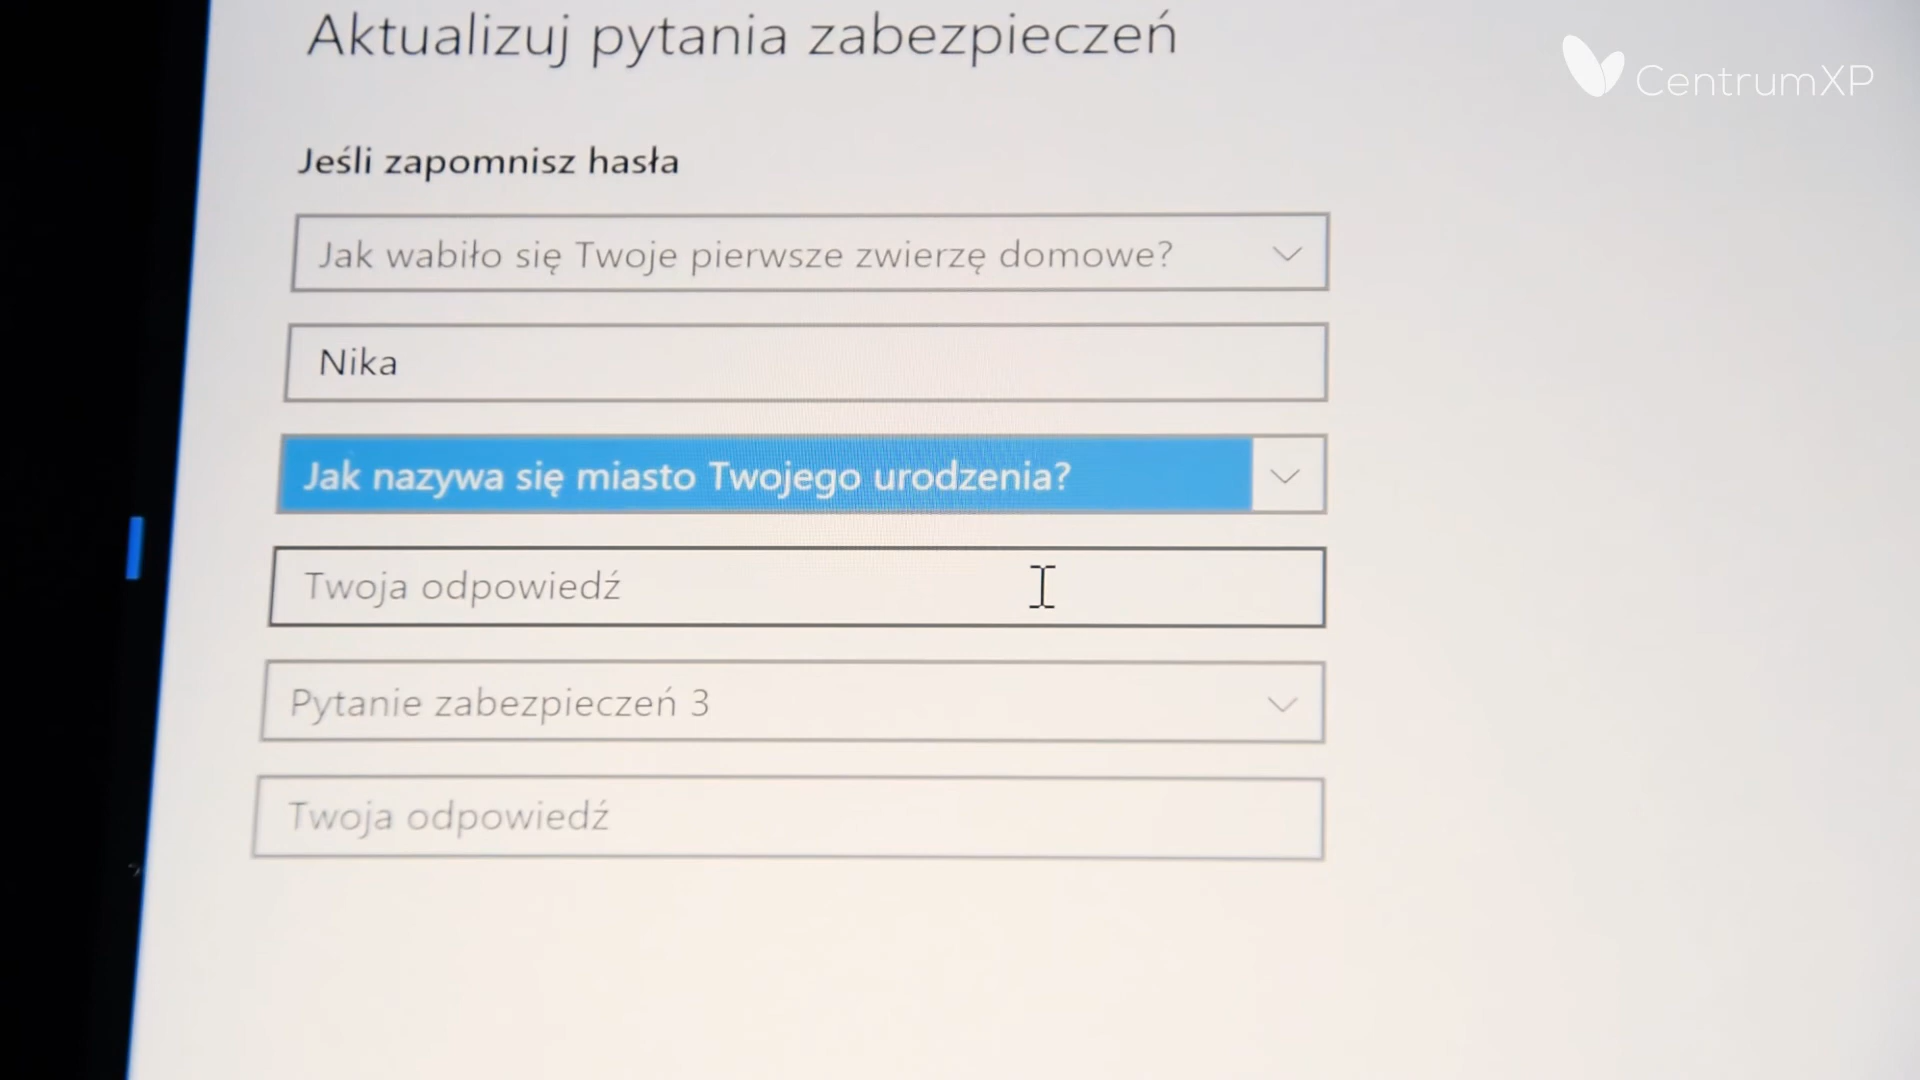 Aktualizuj pytania zabezpieczeń
CentrumXP
Jeśli zapomnisz hasła
Jak wabiło się Twoje pierwsze zwierzę domowe?
Nika
Jak nazywa się miasto Twojego urodzenia?
Twoja odpowiedź
Pytanie zabezpieczeń 3
Twoja odpowiedź